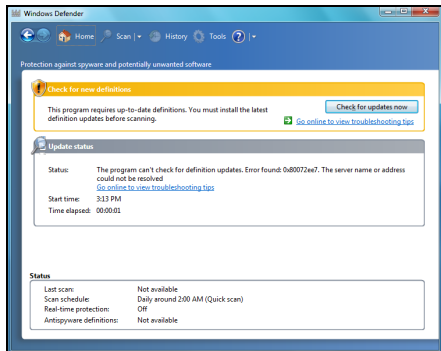 Windows Defender
Home Scan History Tools
Protection against spyware and potentially unwanted software
Check for new definitions
This program requires up-to-date definitions. You must install the latest
definition updates before scanning.
Check for updates now
Go online to view troubleshooting tips
Update status
Status: The program can't check for definition updates. Error found: 0x80072ee7. The server name or address
could not be resolved
Go online to view troubleshooting tips
Start time: 3:13 PM
Time elapsed: 00:00:01
Status
Last scan: Not available
Scan schedule: Daily around 2:00 AM (Quick scan)
Real-time protection: Off
Antispyware definitions: Not available